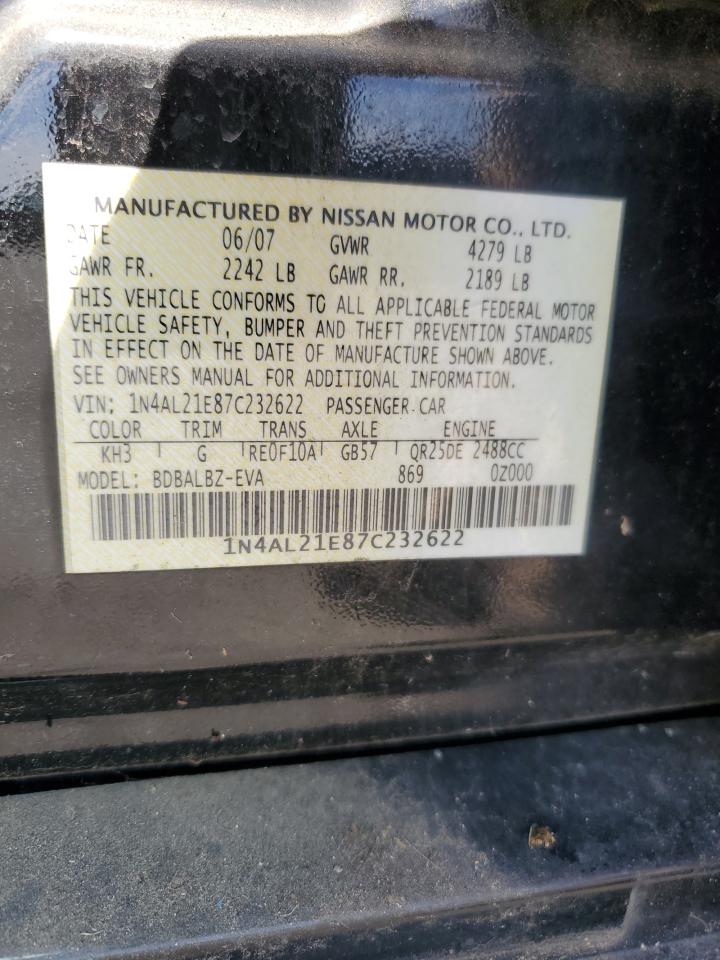 MANUFACTURED BY NISSAN MOTOR CO., LTD.
DATE 06/07 GVWR 4279 LB
GAWR FR. 2242 LB GAWR RR. 2189 LB
THIS VEHICLE CONFORMS TO ALL APPLICABLE FEDERAL MOTOR
VEHICLE SAFETY, BUMPER AND THEFT PREVENTION STANDARDS
IN EFFECT ON THE DATE OF MANUFACTURE SHOWN ABOVE.
SEE OWNERS MANUAL FOR ADDITIONAL INFORMATION.
VIN: 1N4AL21E87C232622 PASSENGER CAR
COLOR TRIM TRANS AXLE ENGINE
KH3 G RE0F10A GB57 QR25DE 2488CC
MODEL: BDBALBZ-EVA 869 0Z000
1N4AL21E87C232622